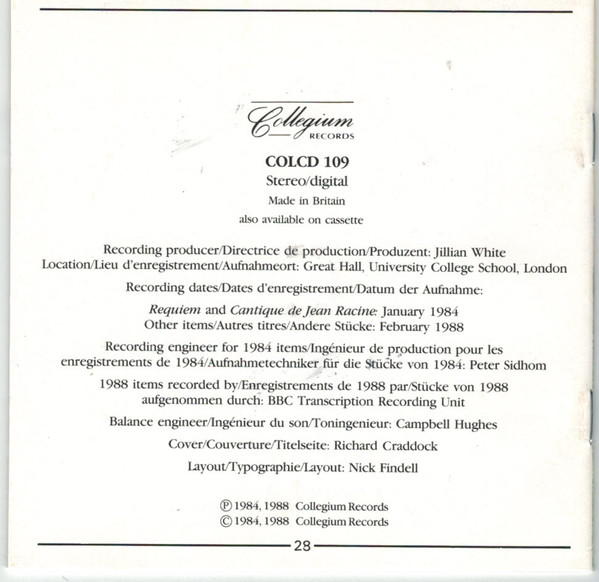 Collegium
RECORDS
COLCD 109
Stereo/digital
Made in Britain
also available on cassette
Recording producer/Directrice de production/Produzent: Jillian White
Location/Lieu d'enregistrement/Aufnahmeort: Great Hall, University College School, London
Recording dates/Dates d'enregistrement/Datum der Aufnahme:
Requiem and Cantique de Jean Racine: January 1984
Other items/Autres titres/Andere Stücke: February 1988
Recording engineer for 1984 items/Ingénieur de production pour les
enregistrements de 1984/Aufnahmetechniker für die Stücke von 1984: Peter Sidhom
1988 items recorded by/Enregistrements de 1988 par/Stücke von 1988
aufgenommen durch: BBC Transcription Recording Unit
Balance engineer/Ingénieur du son/Toningenieur: Campbell Hughes
Cover/Couverture/Titelseite: Richard Craddock
Layout/Typographie/Layout: Nick Findell
℗ 1984, 1988 Collegium Records
© 1984, 1988 Collegium Records
28